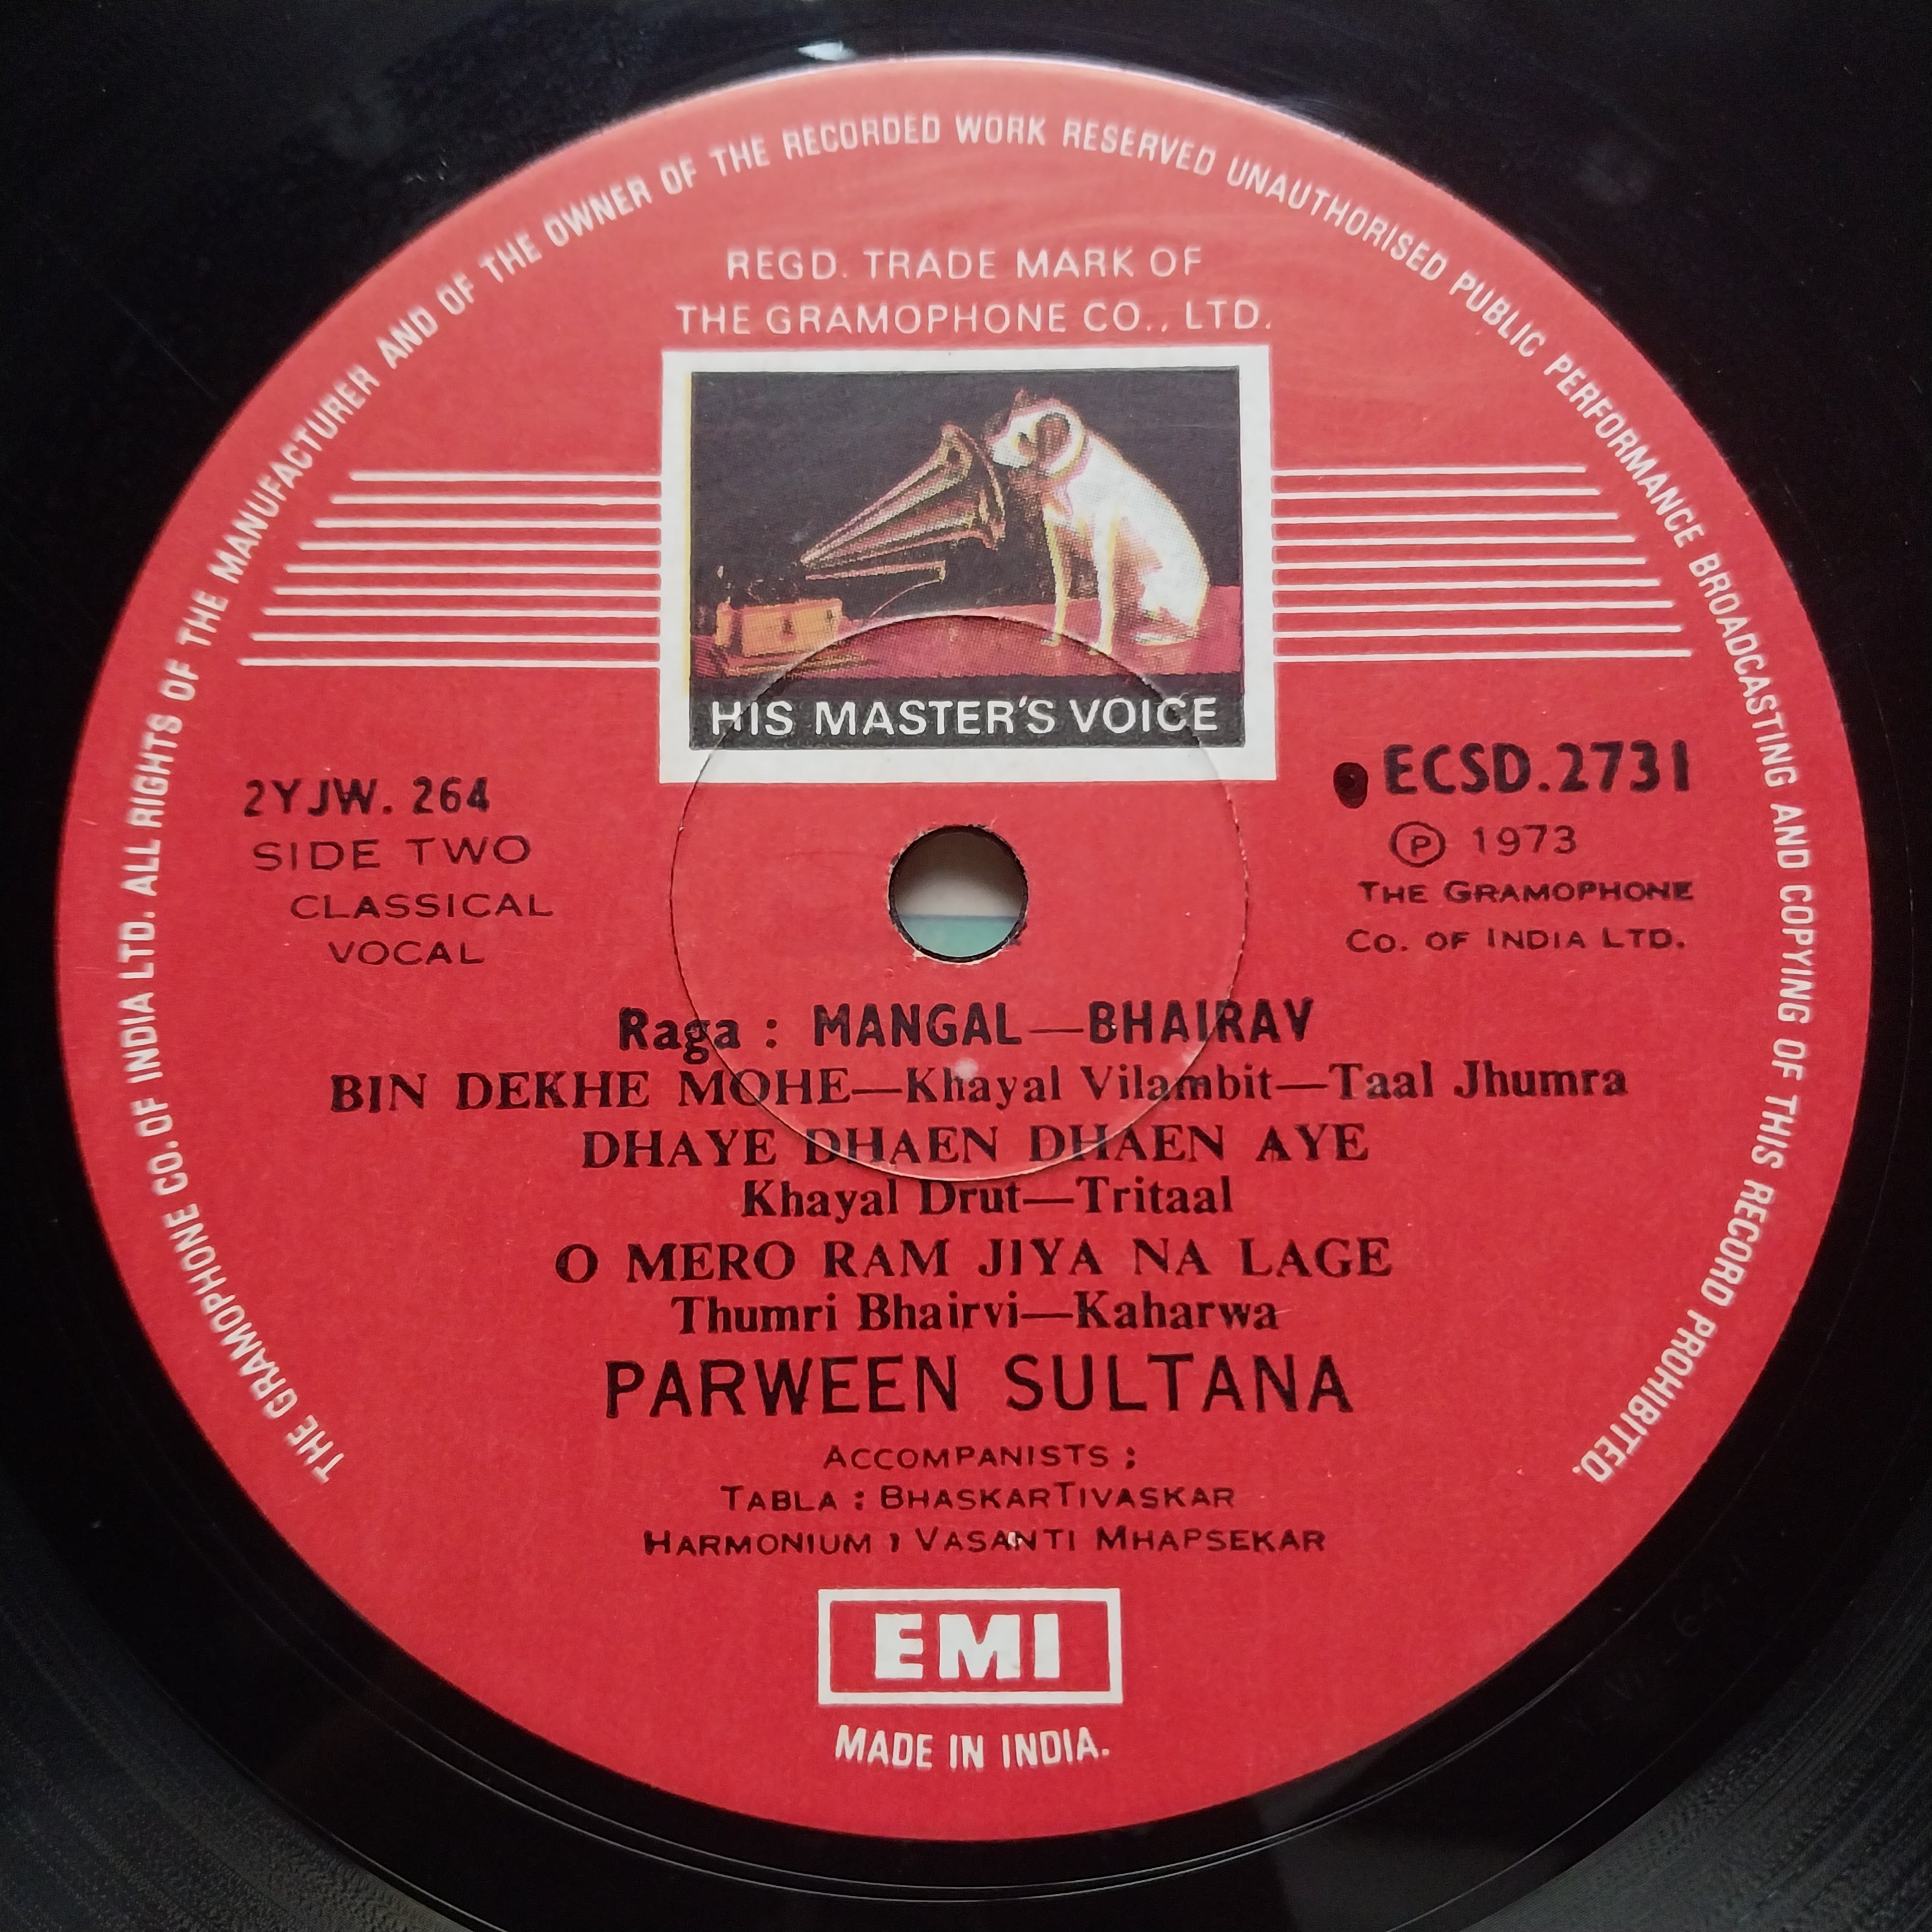 THE GRAMOPHONE CO. OF INDIA LTD. ALL RIGHTS OF THE MANUFACTURER AND OF THE OWNER OF THE RECORDED WORK RESERVED UNAUTHORISED PUBLIC PERFORMANCE BROADCASTING AND COPYING OF THIS RECORD PROHIBITED.
REGD. TRADE MARK OF
THE GRAMOPHONE CO., LTD.
HIS MASTER'S VOICE
2YJW. 264
SIDE TWO
CLASSICAL
VOCAL
ECSD.2731
Ⓟ 1973
THE GRAMOPHONE
CO. OF INDIA LTD.
Raga : MANGAL—BHAIRAV
BIN DEKHE MOHE—Khayal Vilambit—Taal Jhumra
DHAYE DHAEN DHAEN AYE
Khayal Drut—Tritaal
O MERO RAM JIYA NA LAGE
Thumri Bhairvi—Kaharwa
PARWEEN SULTANA
ACCOMPANISTS ;
TABLA : BHASKARTIVASKAR
HARMONIUM ; VASANTI MHAPSEKAR
EMI
MADE IN INDIA.